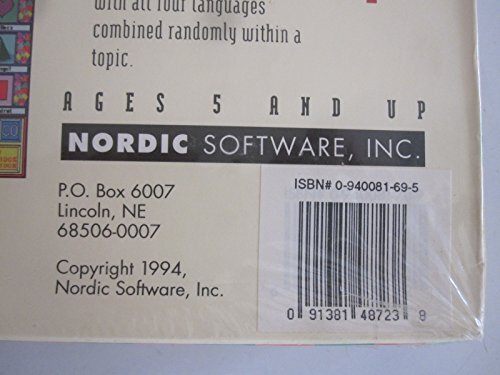 with all four languages
combined randomly within a
topic.
AGES 5 AND UP
NORDIC SOFTWARE, INC.
P.O. Box 6007
Lincoln, NE
68506-0007
Copyright 1994,
Nordic Software, Inc.
ISBN# 0-940081-69-5
0 91381 48723 8